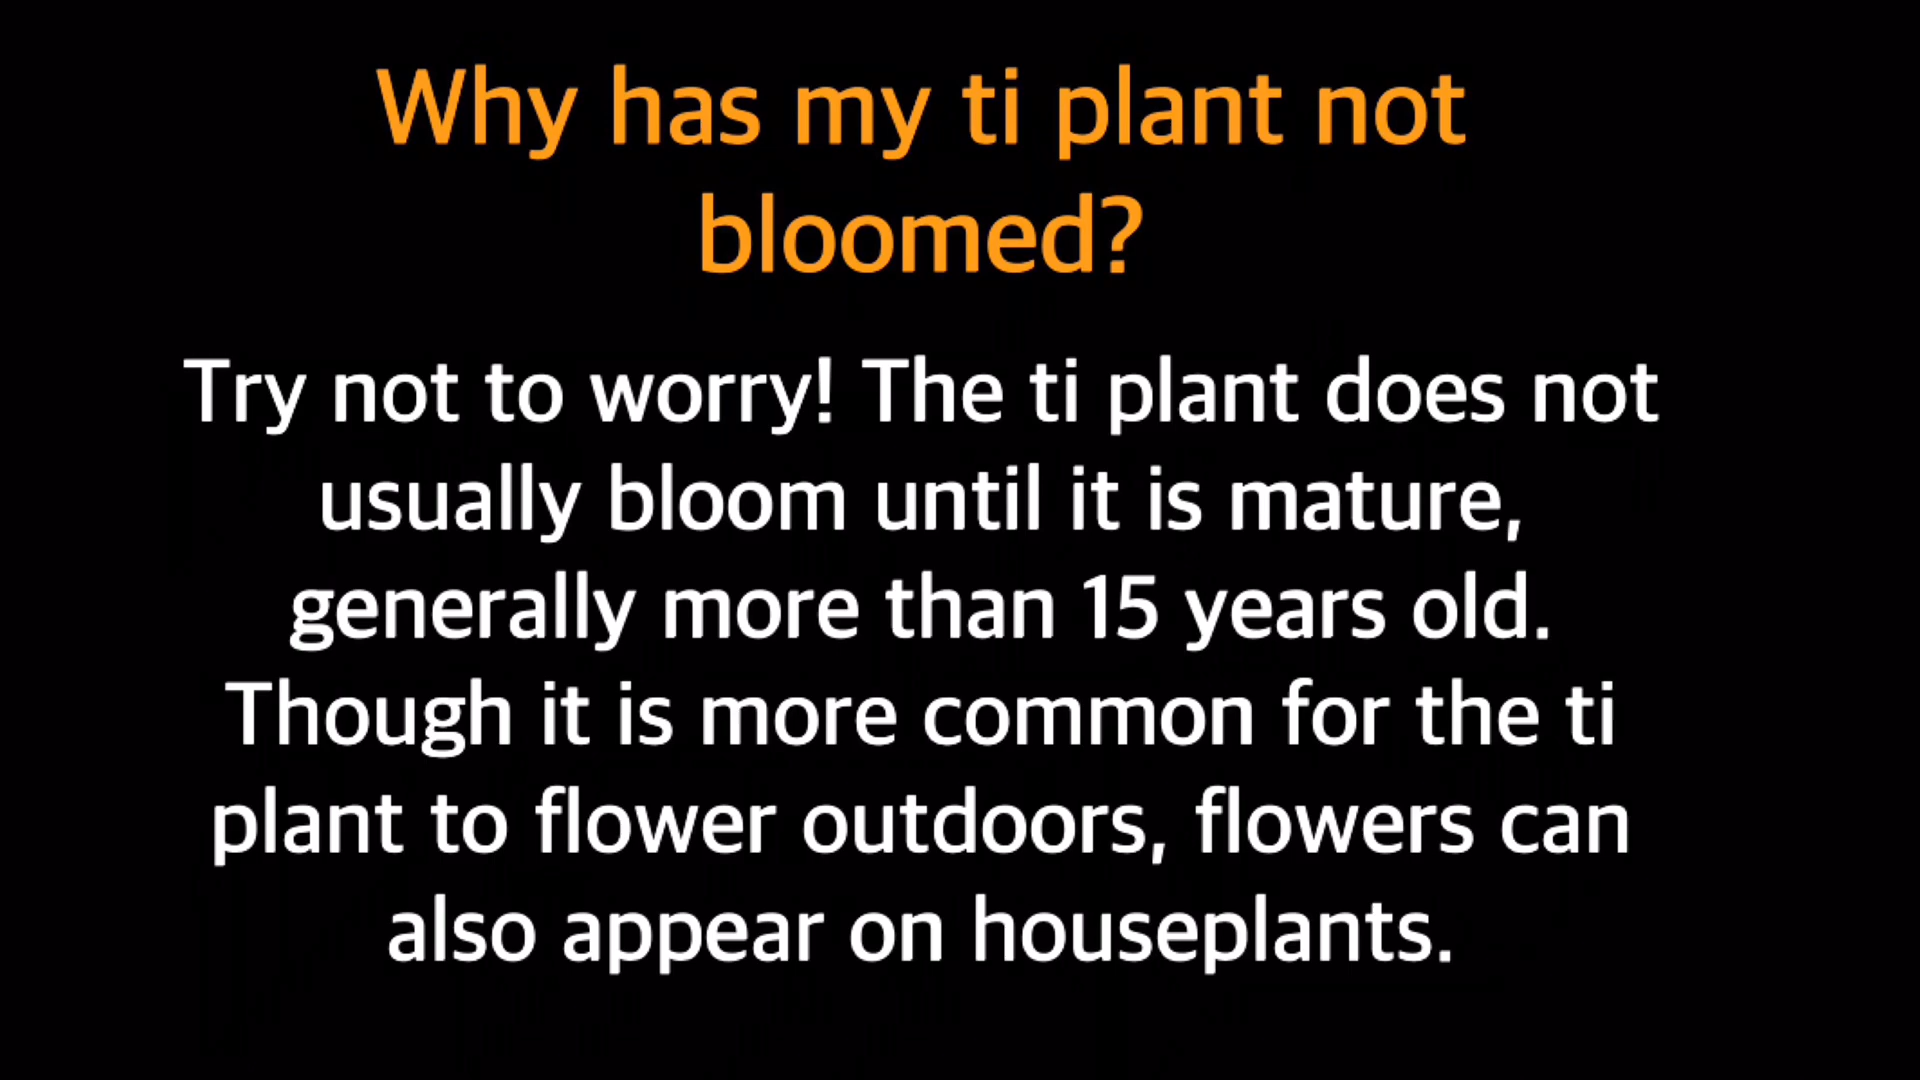 Why has my ti plant not
bloomed?
Try not to worry! The ti plant does not
usually bloom until it is mature,
generally more than 15 years old.
Though it is more common for the ti
plant to flower outdoors, flowers can
also appear on houseplants.